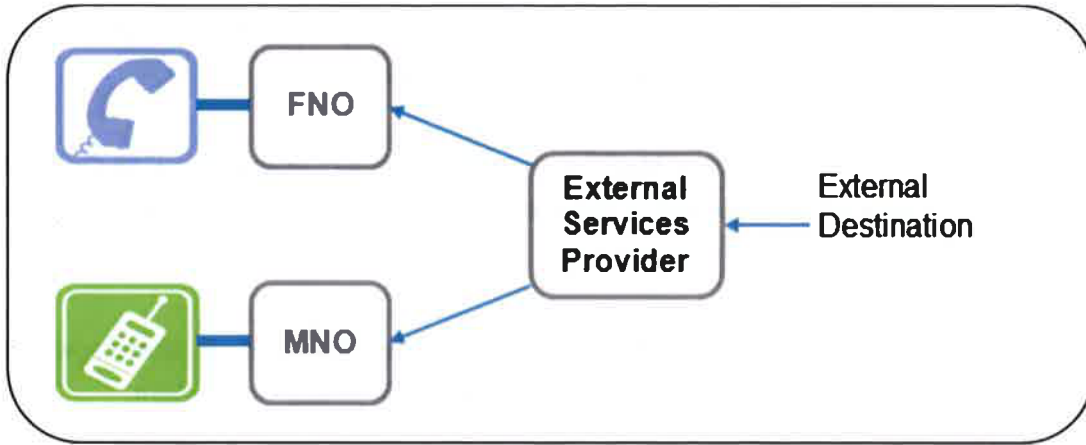 FNO
External
Services
Provider
External
Destination
MNO